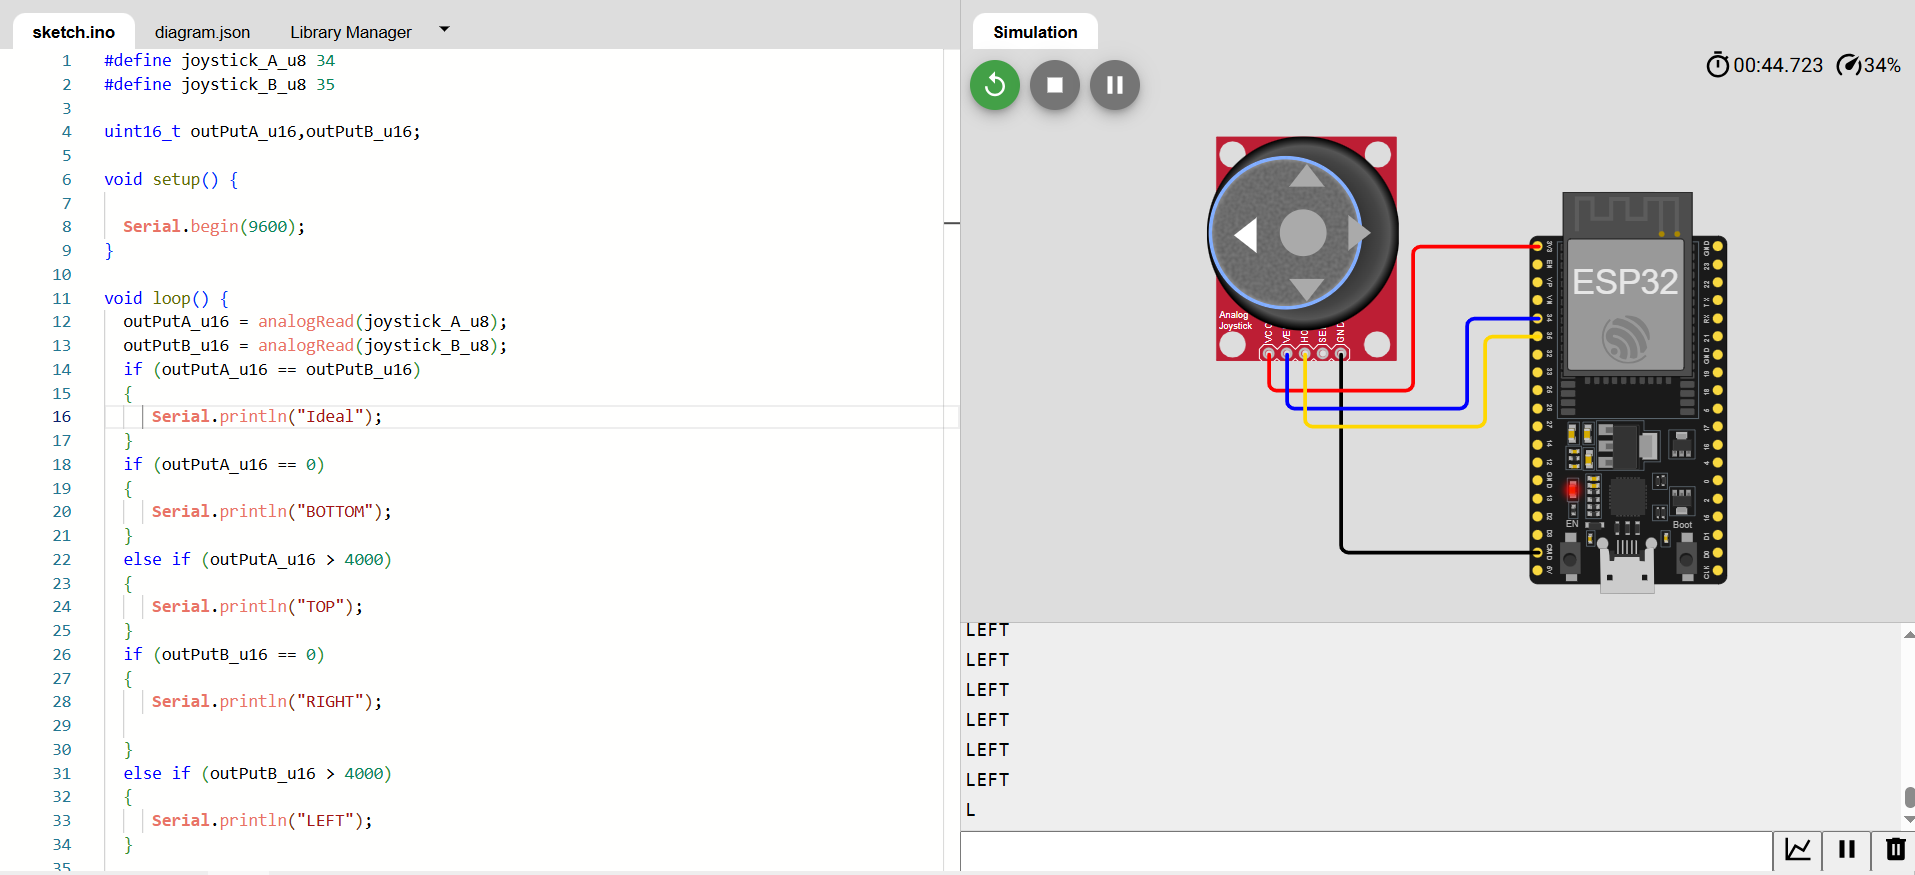 sketch.ino diagram.json Library Manager
1 #define joystick_A_u8 34
2 #define joystick_B_u8 35
3
4 uint16_t outPutA_u16,outPutB_u16;
5
6 void setup() {
7
8 Serial.begin(9600);
9 }
10
11 void loop() {
12 outPutA_u16 = analogRead(joystick_A_u8);
13 outPutB_u16 = analogRead(joystick_B_u8);
14 if (outPutA_u16 == outPutB_u16)
15 {
16 Serial.println("Ideal");
17 }
18 if (outPutA_u16 == 0)
19 {
20 Serial.println("BOTTOM");
21 }
22 else if (outPutA_u16 > 4000)
23 {
24 Serial.println("TOP");
25 }
26 if (outPutB_u16 == 0)
27 {
28 Serial.println("RIGHT");
29
30 }
31 else if (outPutB_u16 > 4000)
32 {
33 Serial.println("LEFT");
34 }
35
Simulation
00:44.723 34%
Analog
Joystick
VCC
GND
ESP32
EN
Boot
LEFT
LEFT
LEFT
LEFT
LEFT
LEFT
L